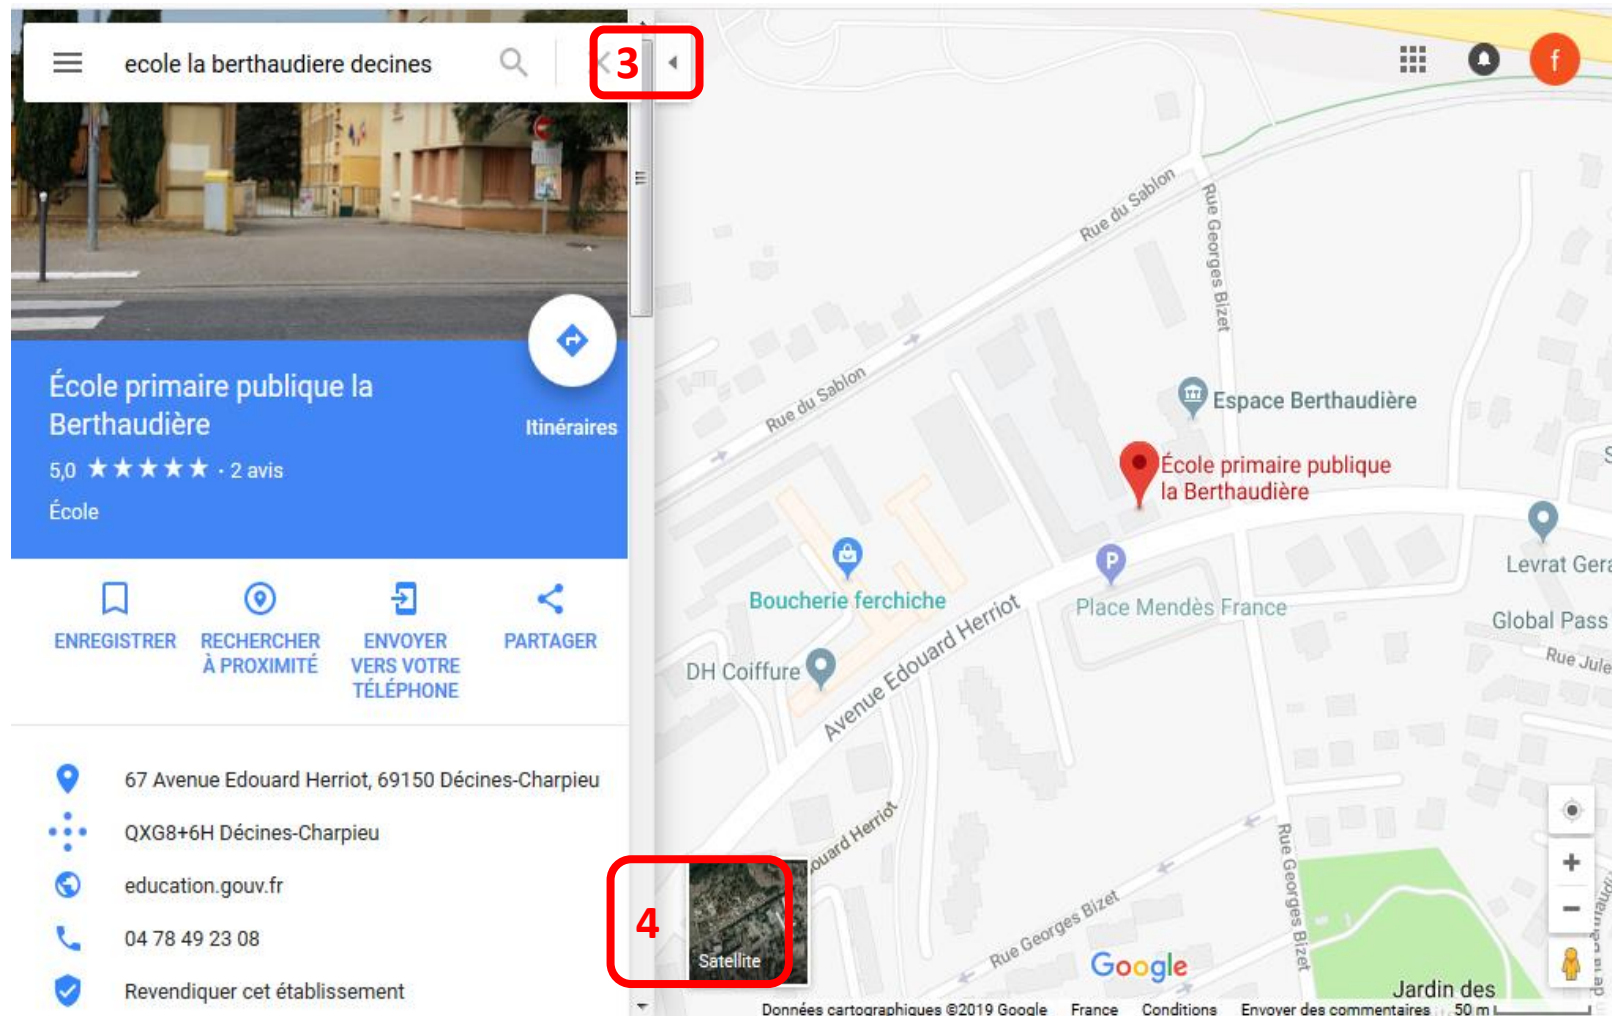 ecole la berthaudiere decines
3
f
École primaire publique la
Berthaudière
Itinéraires
5,0 ★★★★★ · 2 avis
École
ENREGISTRER
RECHERCHER
À PROXIMITÉ
ENVOYER
VERS VOTRE
TÉLÉPHONE
PARTAGER
67 Avenue Edouard Herriot, 69150 Décines-Charpieu
QXG8+6H Décines-Charpieu
education.gouv.fr
04 78 49 23 08
Revendiquer cet établissement
Rue du Sablon
Rue Georges Bizet
Rue du Sablon
Espace Berthaudière
École primaire publique
la Berthaudière
Boucherie ferchiche
P
Place Mendès France
Levrat Gera
Global Pass
Rue Jule
DH Coiffure
Avenue Edouard Herriot
ouard Herriot
4
Satellite
Rue Georges Bizet
Rue Georges Bizet
Google
Jardin des
Données cartographiques ©2019 Google
France
Conditions
Envoyer des commentaires
50 m